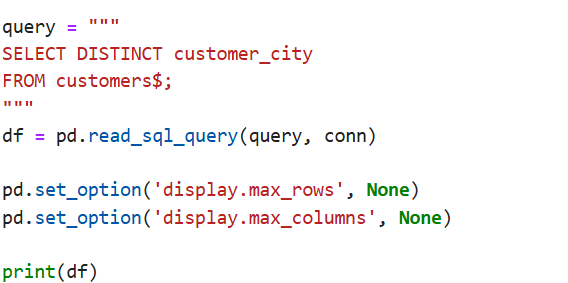 query = """
SELECT DISTINCT customer_city
FROM customers$;
"""
df = pd.read_sql_query(query, conn)
pd.set_option('display.max_rows', None)
pd.set_option('display.max_columns', None)
print(df)